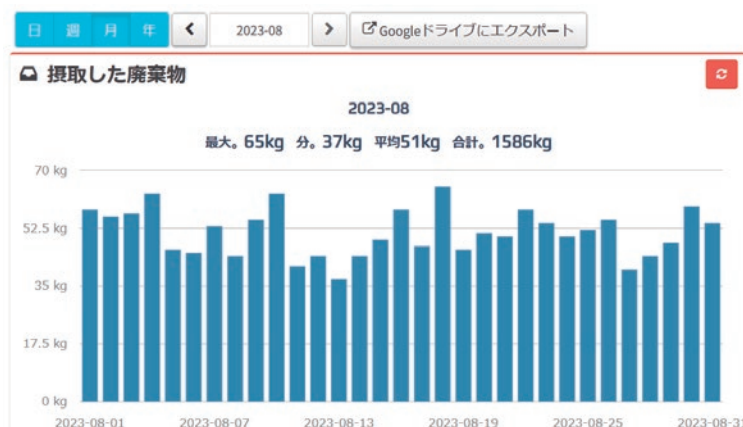 日 週 月 年 2023-08 Googleドライブにエクスポート
摂取した廃棄物
2023-08
最大。65kg 分。37kg 平均51kg 合計。1586kg
70 kg
52.5 kg
35 kg
17.5 kg
0 kg
2023-08-01 2023-08-07 2023-08-13 2023-08-19 2023-08-25 2023-08-31